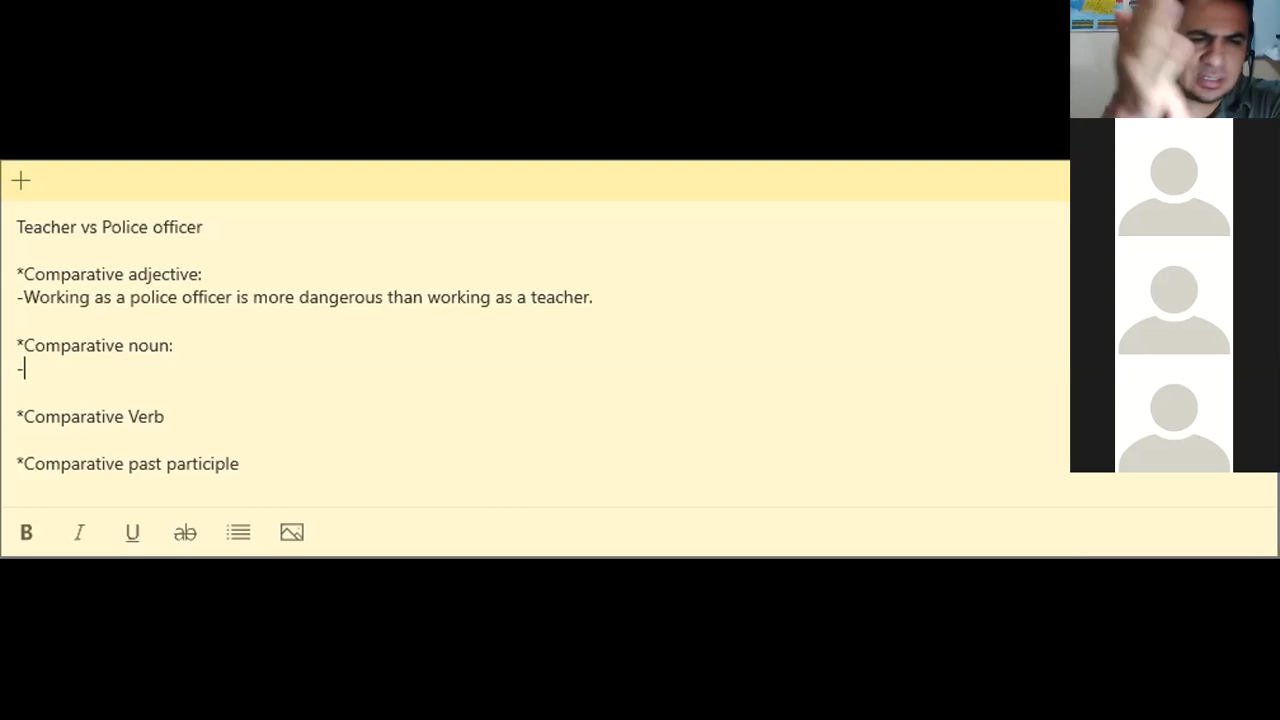 Teacher vs Police officer
*Comparative adjective:
-Working as a police officer is more dangerous than working as a teacher.
*Comparative noun:
-
*Comparative Verb
*Comparative past participle
B I U ab